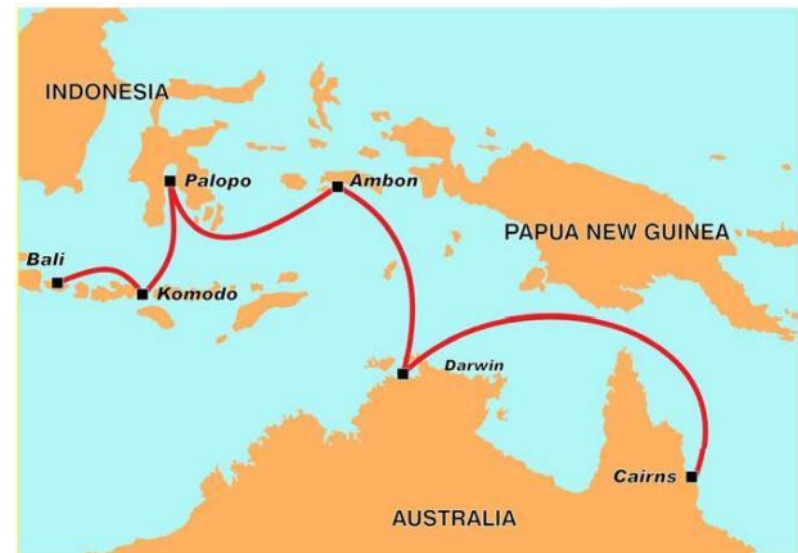 INDONESIA
Palopo
Ambon
PAPUA NEW GUINEA
Bali
Komodo
Darwin
Cairns
AUSTRALIA